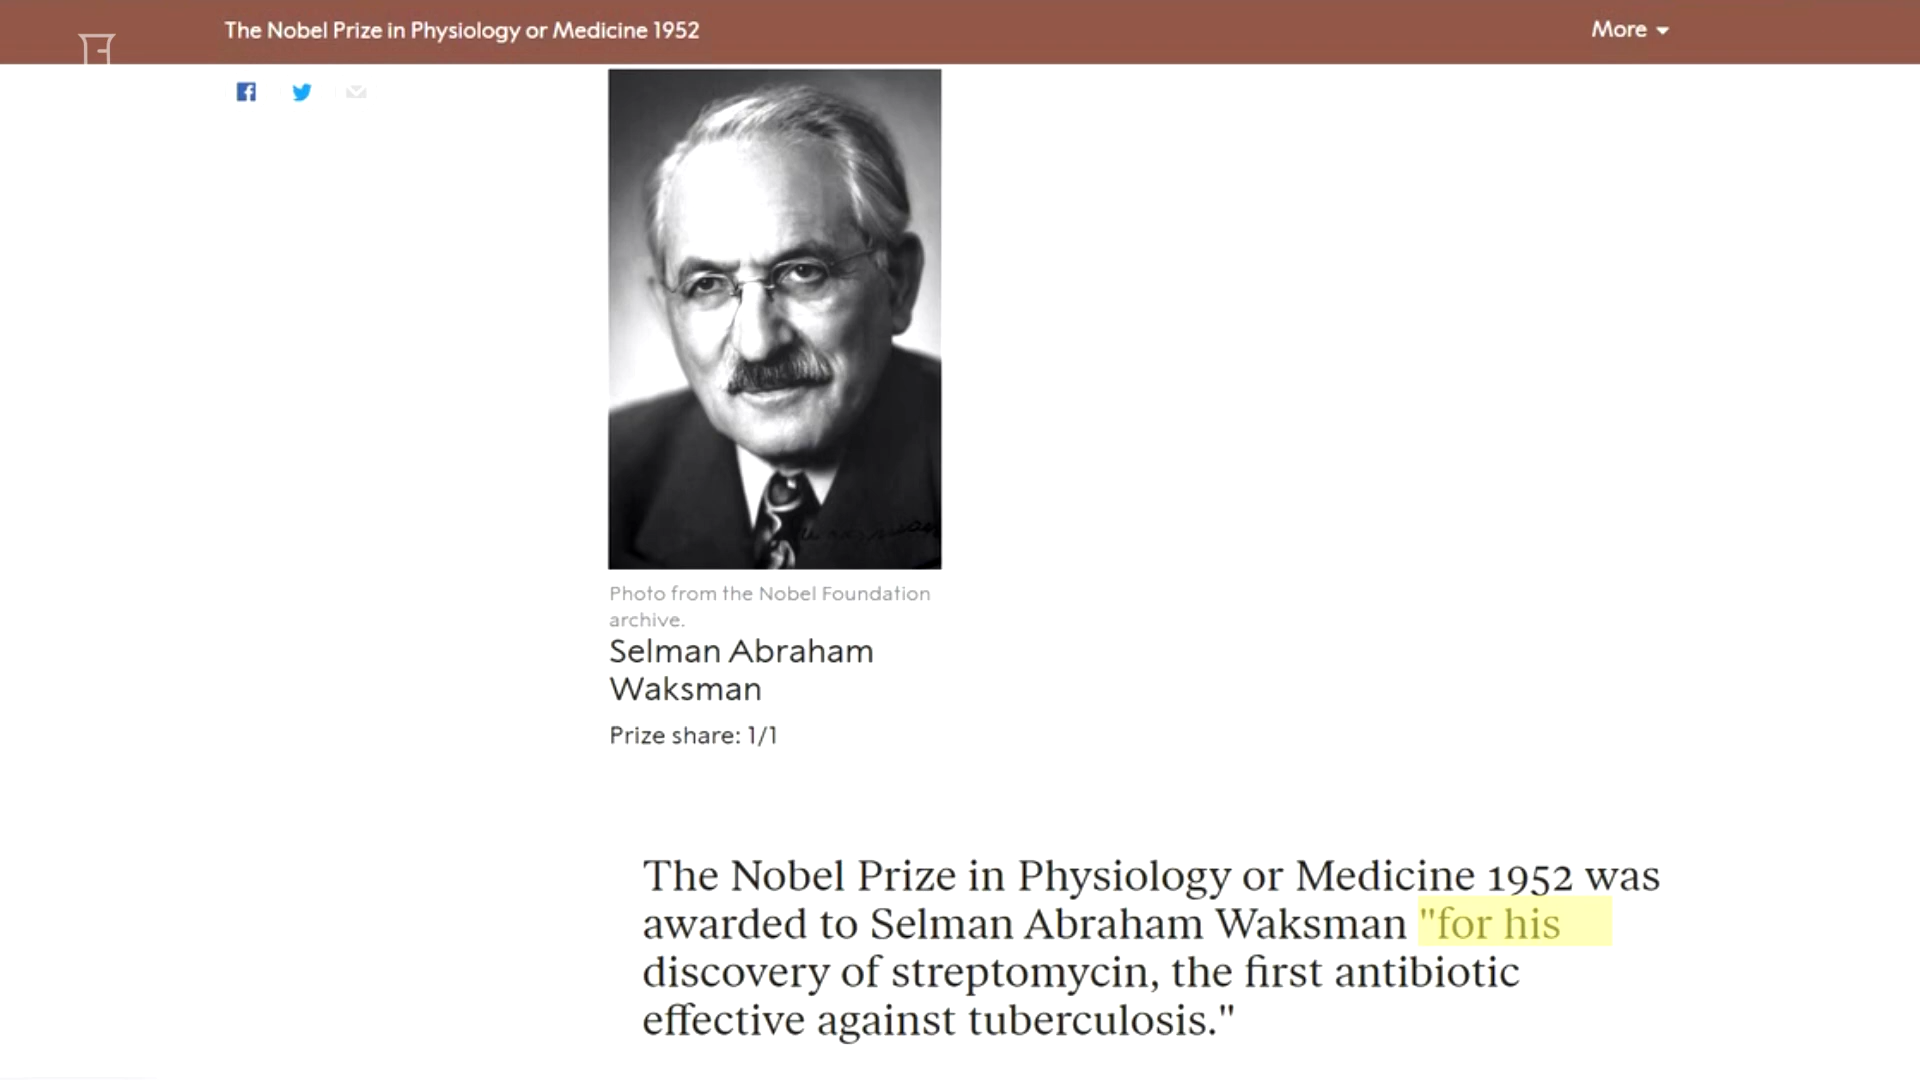 The Nobel Prize in Physiology or Medicine 1952
More
Photo from the Nobel Foundation
archive.
Selman Abraham
Waksman
Prize share: 1/1
The Nobel Prize in Physiology or Medicine 1952 was
awarded to Selman Abraham Waksman "for his
discovery of streptomycin, the first antibiotic
effective against tuberculosis."